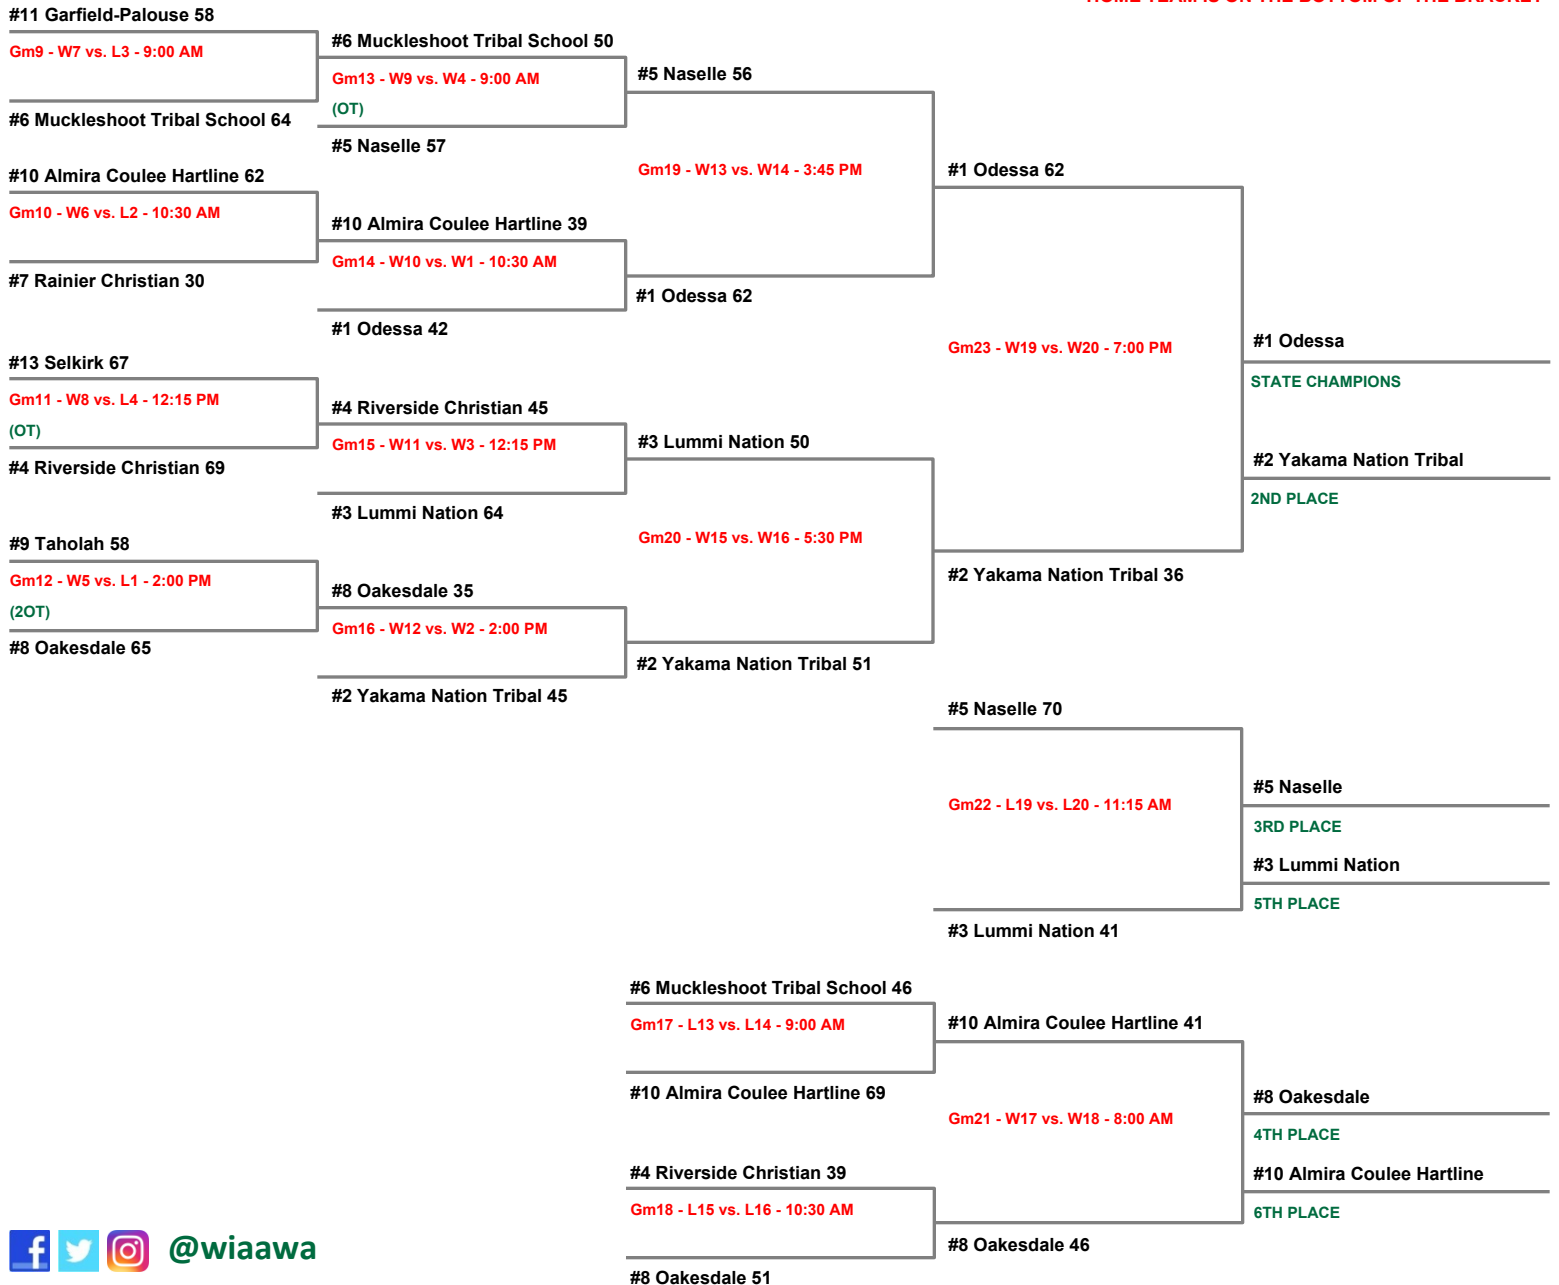 HOME TEAM IS ON THE BOTTOM OF THE BRACKET
#11 Garfield-Palouse 58
Gm9 - W7 vs. L3 - 9:00 AM
#6 Muckleshoot Tribal School 64
#10 Almira Coulee Hartline 62
Gm10 - W6 vs. L2 - 10:30 AM
#7 Rainier Christian 30
#13 Selkirk 67
Gm11 - W8 vs. L4 - 12:15 PM
(OT)
#4 Riverside Christian 69
#9 Taholah 58
Gm12 - W5 vs. L1 - 2:00 PM
(2OT)
#8 Oakesdale 65
#6 Muckleshoot Tribal School 50
Gm13 - W9 vs. W4 - 9:00 AM
(OT)
#5 Naselle 57
#10 Almira Coulee Hartline 39
Gm14 - W10 vs. W1 - 10:30 AM
#1 Odessa 42
#4 Riverside Christian 45
Gm15 - W11 vs. W3 - 12:15 PM
#3 Lummi Nation 64
#8 Oakesdale 35
Gm16 - W12 vs. W2 - 2:00 PM
#2 Yakama Nation Tribal 45
#5 Naselle 56
Gm19 - W13 vs. W14 - 3:45 PM
#1 Odessa 62
#3 Lummi Nation 50
Gm20 - W15 vs. W16 - 5:30 PM
#2 Yakama Nation Tribal 51
#1 Odessa 62
Gm23 - W19 vs. W20 - 7:00 PM
#2 Yakama Nation Tribal 36
#1 Odessa
STATE CHAMPIONS
#2 Yakama Nation Tribal
2ND PLACE
#5 Naselle 70
Gm22 - L19 vs. L20 - 11:15 AM
#3 Lummi Nation 41
#5 Naselle
3RD PLACE
#3 Lummi Nation
5TH PLACE
#6 Muckleshoot Tribal School 46
Gm17 - L13 vs. L14 - 9:00 AM
#10 Almira Coulee Hartline 69
#4 Riverside Christian 39
Gm18 - L15 vs. L16 - 10:30 AM
#8 Oakesdale 51
#10 Almira Coulee Hartline 41
Gm21 - W17 vs. W18 - 8:00 AM
#8 Oakesdale 46
#8 Oakesdale
4TH PLACE
#10 Almira Coulee Hartline
6TH PLACE
@wiaawa